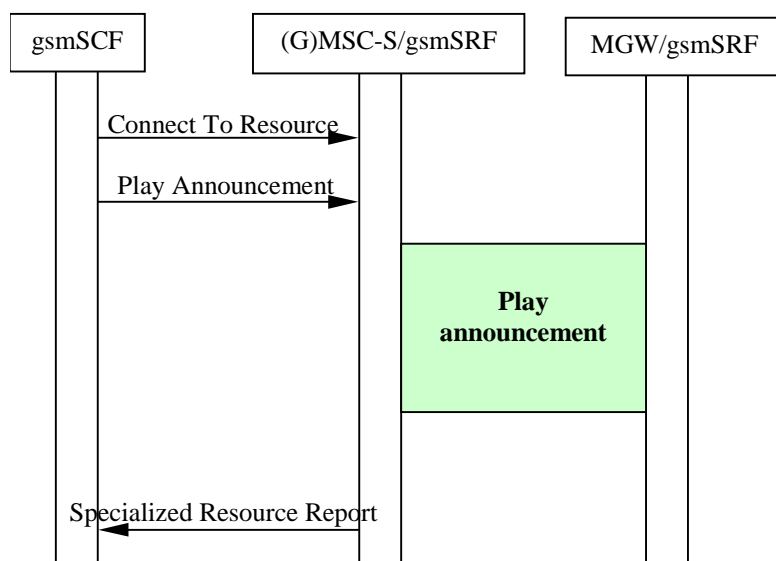 gsmSCF
(G)MSC-S/gsmSRF
MGW/gsmSRF
Connect To Resource
Play Announcement
Play
announcement
Specialized Resource Report